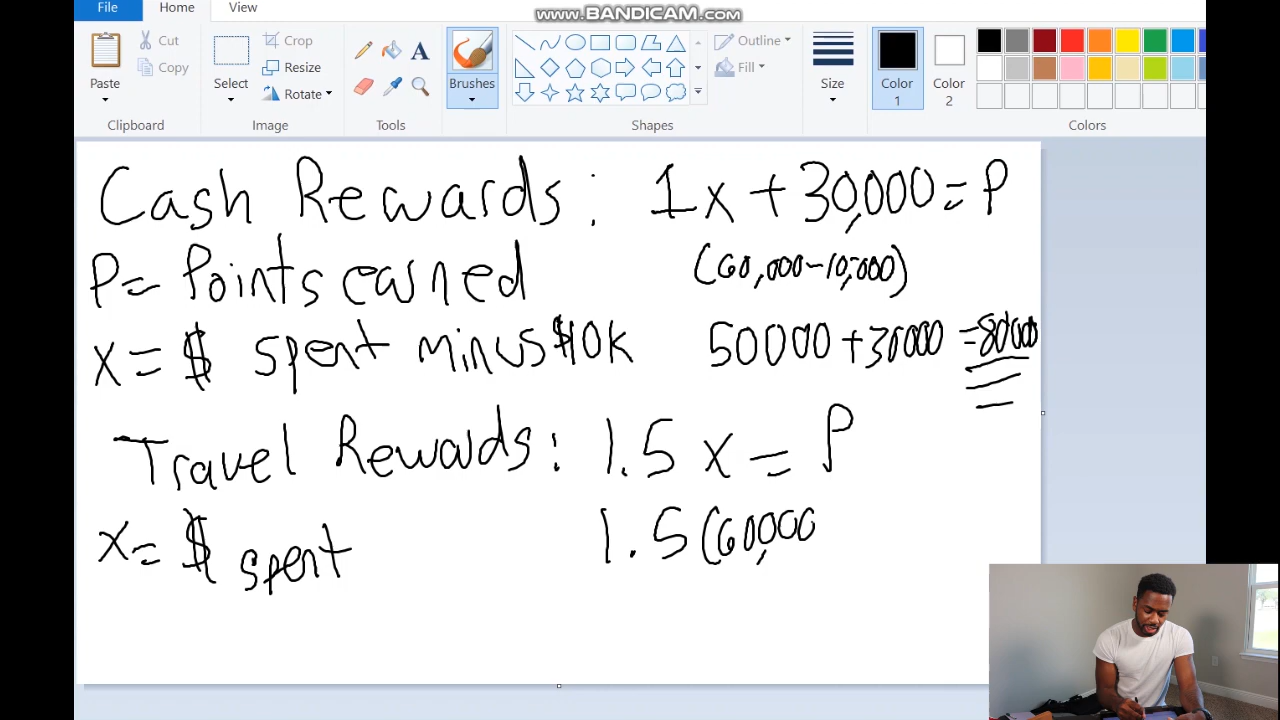 www.BANDICAM.com
File Home View
Paste Cut Copy
Clipboard
Select Crop Resize Rotate
Image
Tools
Brushes
Outline Fill
Shapes
Size
Color 1
Color 2
Colors
Cash Rewards: 1x + 30,000 = P
P = Points earned (60,000-10,000)
x = $ spent minus $10k 50000 + 30000 = 80000
Travel Rewards: 1.5x = P
x = $ spent 1.5(60,000